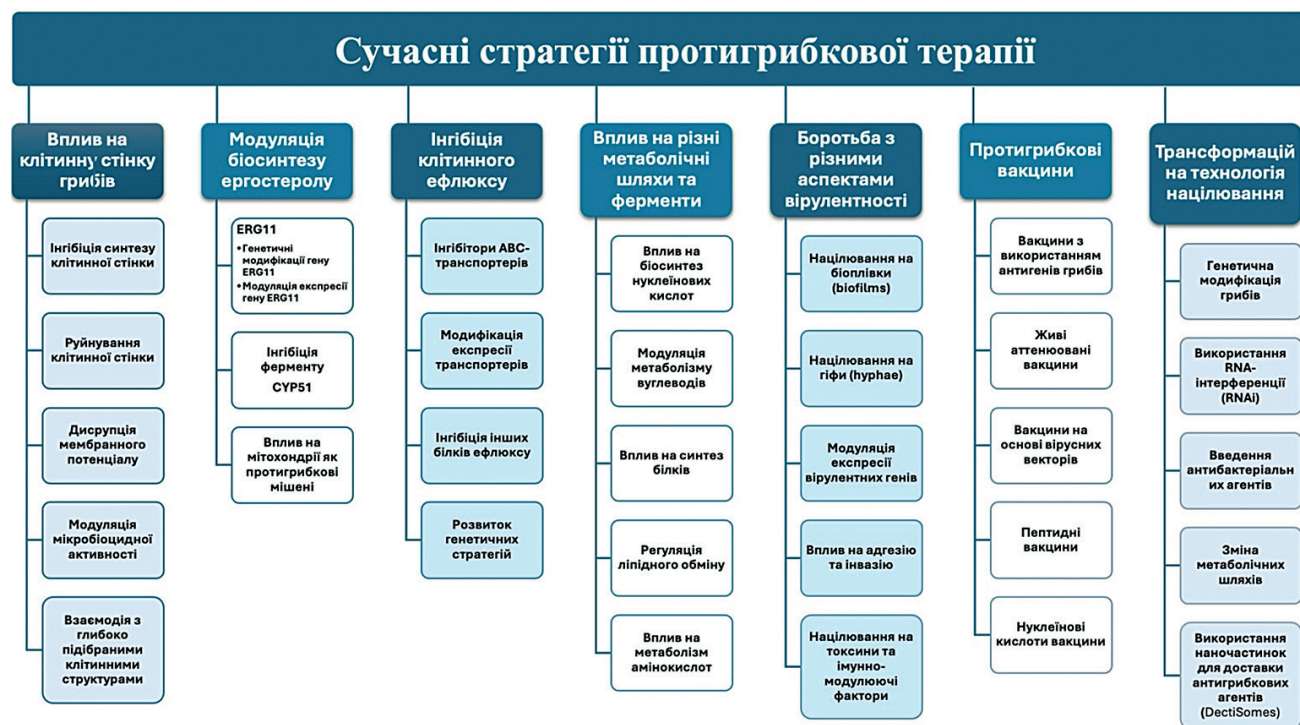 Сучасні стратегії протигрибкової терапії
Вплив на
клітинну стінку
грибів
Інгібіція синтезу
клітинної стінки
Руйнування
клітинної стінки
Дисрупція
мембранного
потенціалу
Модуляція
мікробіоцидної
активності
Взаємодія з
глибоко
підібраними
клітинними
структурами
Модуляція
біосинтезу
ергостеролу
ERG11
• Генетичні
модифікації гену
ERG11
• Модуляція експресії
гену ERG11
Інгібіція
ферменту
CYP51
Вплив на
мітохондрії як
протигрибкові
мішені
Інгібіція
клітинного
ефлюксу
Інгібітори ABC-
транспортерів
Модифікація
експресії
транспортерів
Інгібіція інших
білків ефлюксу
Розвиток
генетичних
стратегій
Вплив на різні
метаболічні
шляхи та
ферменти
Вплив на
біосинтез
нуклеїнових
кислот
Модуляція
метаболізму
вуглеводів
Вплив на синтез
білків
Регуляція
ліпідного обміну
Вплив на
метаболізм
амінокислот
Боротьба з
різними
аспектами
вірулентності
Націлювання на
біоплівки
(biofilms)
Націлювання на
гіфи (hyphae)
Модуляція
експресії
вірулентних генів
Вплив на адгезію
та інвазію
Націлювання на
токсини та
імунно-
модулюючі
фактори
Протигрибкові
вакцини
Вакцини з
використанням
антигенів грибів
Живі
аттенюовані
вакцини
Вакцини на
основі вірусних
векторів
Пептидні
вакцини
Нуклеїнові
кислоти вакцини
Трансформацій
на технологія
націлювання
Генетична
модифікація
грибів
Використання
RNA-
інтерференції
(RNAi)
Введення
антибактеріаль
них агентів
Зміна
метаболічних
шляхів
Використання
наночастинок
для доставки
антигрибкових
агентів
(DectiSomes)